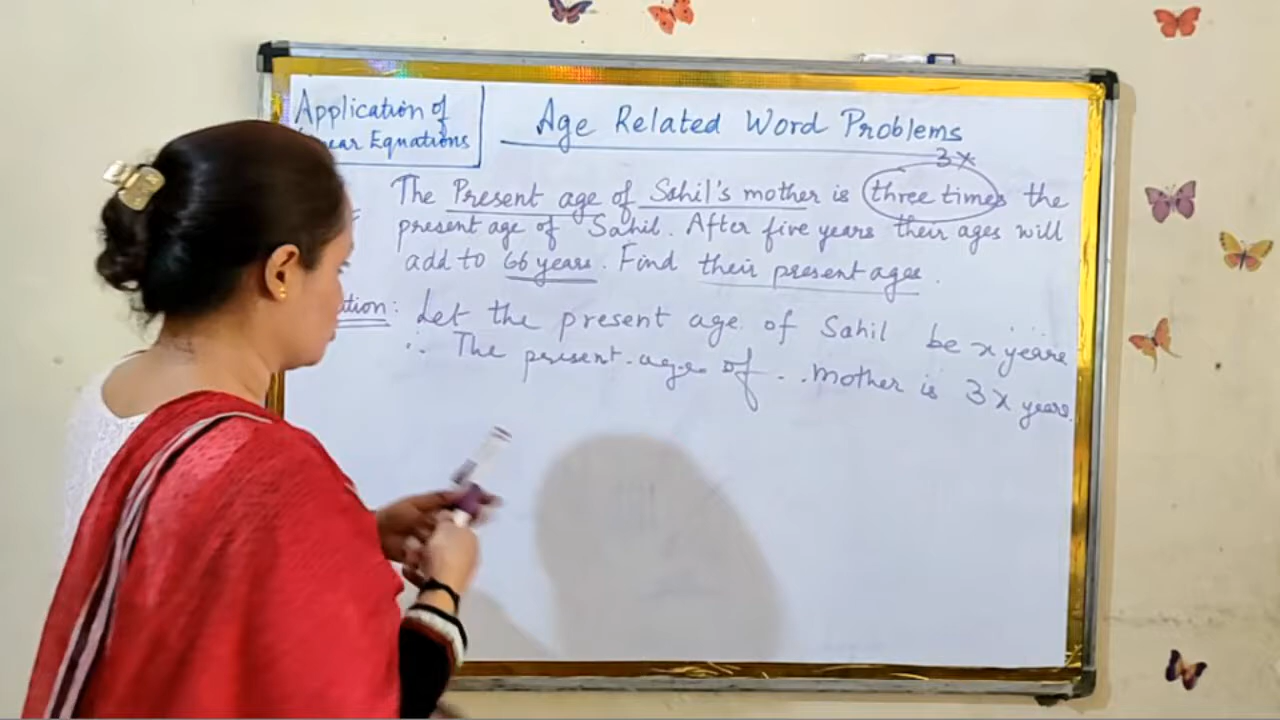 Application of
Equations
Age Related Word Problems
3x
The Present age of Sahil's mother is three times the
present age of Sahil. After five years their ages will
add to 66 years. Find their present ages.
Let the present age of Sahil be x years
∴ The present age of mother is 3x years.